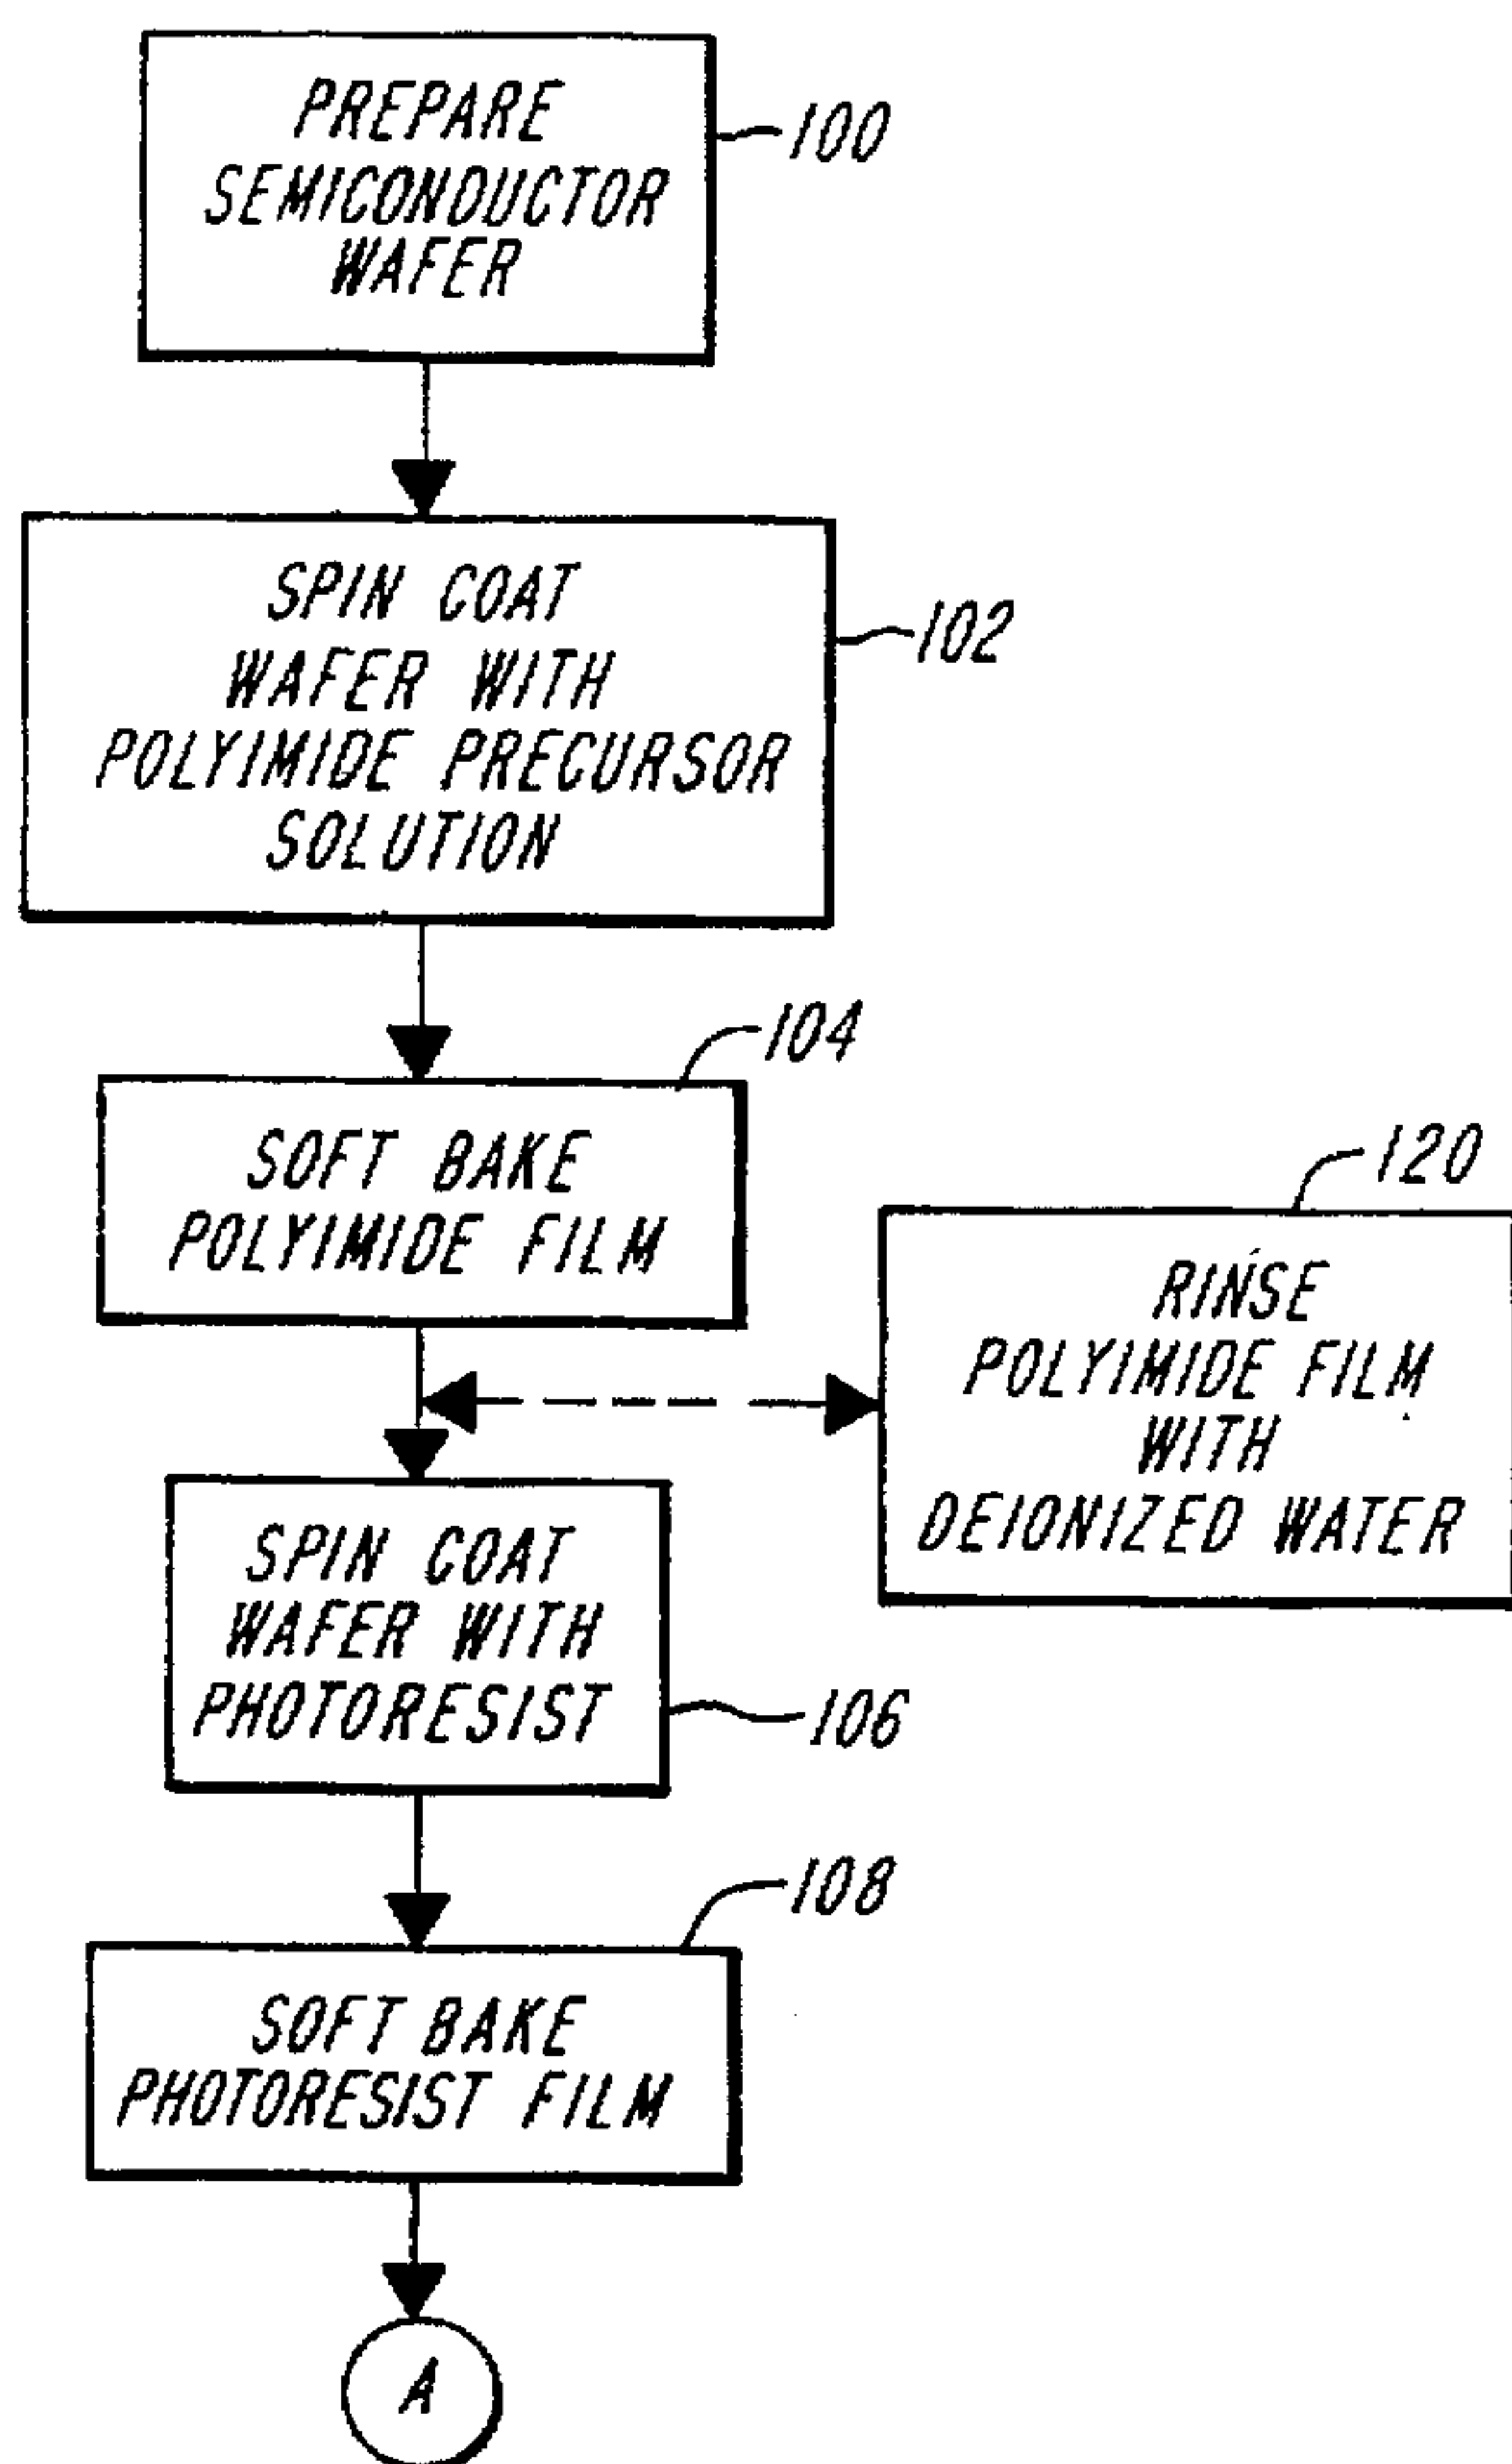 PREPARE
SEMICONDUCTOR
WAFER
100
SPIN COAT
WAFER WITH
POLYIMIDE PRECURSOR
SOLUTION
102
104
SOFT BAKE
POLYIMIDE FILM
120
RINSE
POLYIMIDE FILM
WITH
DEIONIZED WATER
SPIN COAT
WAFER WITH
PHOTORESIST
106
108
SOFT BAKE
PHOTORESIST FILM
A